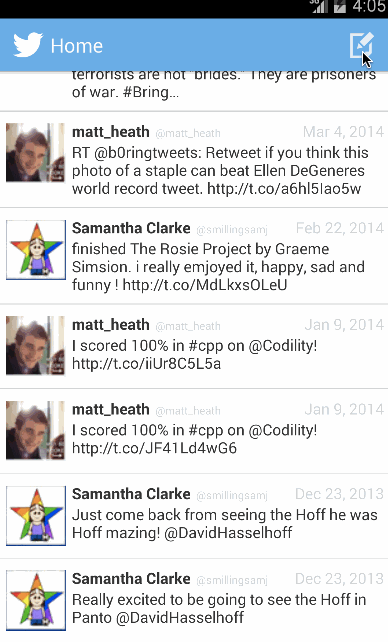 3G 4:05
Home
terrorists are not "brides." They are prisoners
of war. #Bring...
matt_heath @matt_heath Mar 4, 2014
RT @b0ringtweets: Retweet if you think this
photo of a staple can beat Ellen DeGeneres
world record tweet. http://t.co/a6hl5Iao5w
Samantha Clarke @smillingsamj Feb 22, 2014
finished The Rosie Project by Graeme
Simsion. i really emjoyed it, happy, sad and
funny ! http://t.co/MdLkxsOLeU
matt_heath @matt_heath Jan 9, 2014
I scored 100% in #cpp on @Codility!
http://t.co/iiUr8C5L5a
matt_heath @matt_heath Jan 9, 2014
I scored 100% in #cpp on @Codility!
http://t.co/JF41Ld4wG6
Samantha Clarke @smillingsamj Dec 23, 2013
Just come back from seeing the Hoff he was
Hoff mazing! @DavidHasselhoff
Samantha Clarke @smillingsamj Dec 23, 2013
Really excited to be going to see the Hoff in
Panto @DavidHasselhoff